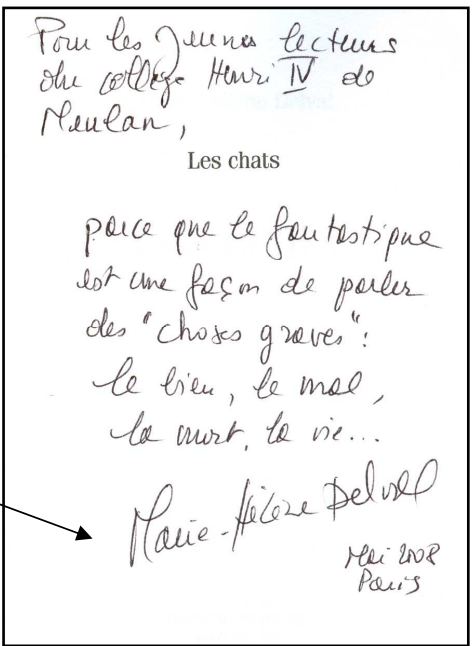 Pour les Jeunes lecteurs
du collège Henri IV de
Meulan,
Les chats
parce que le fantastique
est une façon de parler
des "choses graves":
le bien, le mal,
la mort, la vie...
Marie-Hélène Delval
Mai 2008
Paris